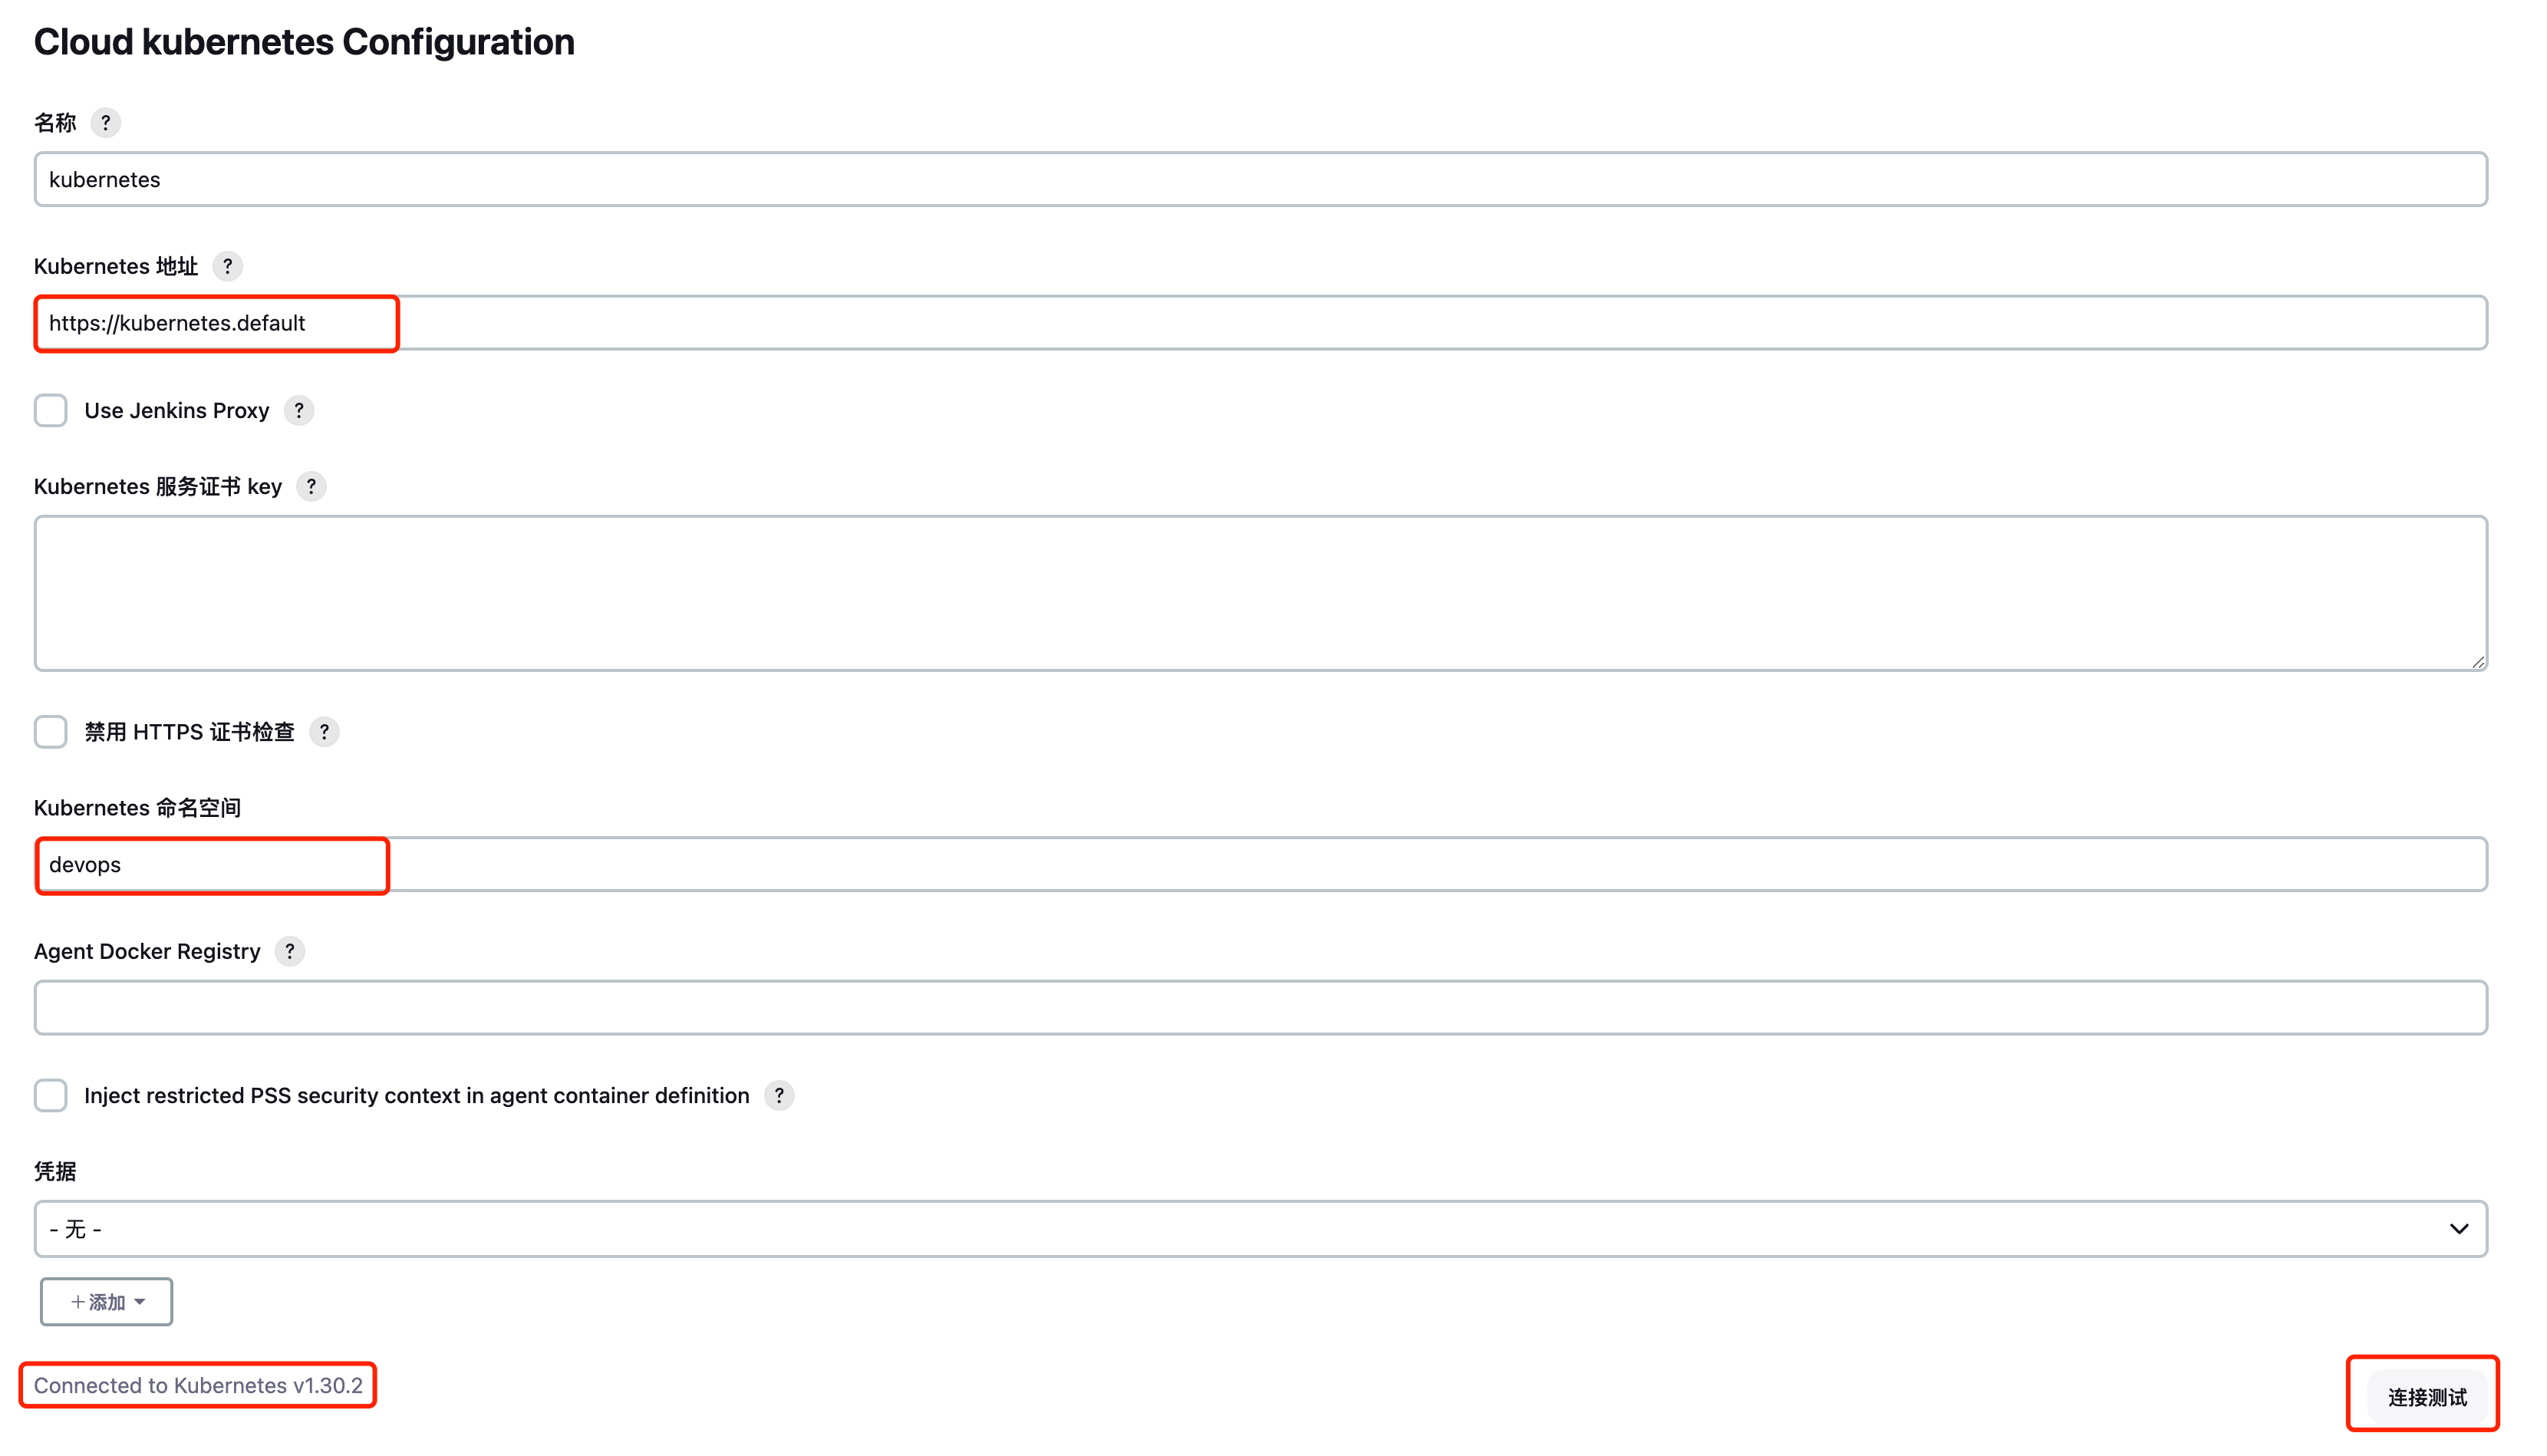 Cloud kubernetes Configuration
名称 ?
kubernetes
Kubernetes 地址 ?
https://kubernetes.default
Use Jenkins Proxy ?
Kubernetes 服务证书 key ?
禁用 HTTPS 证书检查 ?
Kubernetes 命名空间
devops
Agent Docker Registry ?
Inject restricted PSS security context in agent container definition ?
凭据
- 无 -
+ 添加
Connected to Kubernetes v1.30.2
连接测试